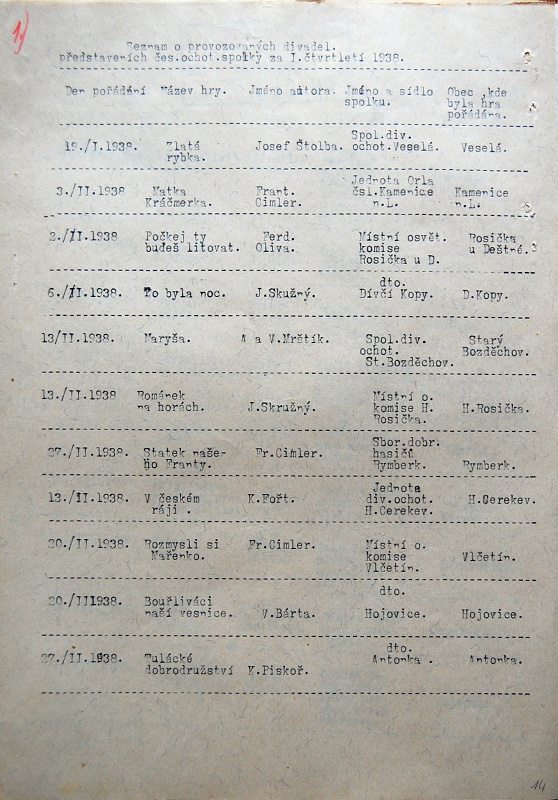 1)
Seznam o provozovaných divadel.
představeních čes.ochot.spolky za I.čtvrtletí 1938.
Den pořádání Název hry. Jméno autora. Jméno a sídlo spolku. Obec ,kde byla hra pořádána.
19./I.1938. Zlatá rybka. Josef Štolba. Spol.div. ochot.Veselá. Veselá.
3./II.1938 Matka Kráčmerka. Frant. Cimler. Jednota Orla čsl.Kamenice n.L. Kamenice n.L.
2./II.1938 Počkej ty budeš litovat. Ferd. Oliva. Místní osvět. komise Rosička u D. Rosička u Deštné.
6./II.1938. To byla noc. J.Skužný. dto. Dívčí Kopy. D.Kopy.
13/II.1938. Maryša. A a V.Mrštík. Spol.div. ochot. St.Bozděchov. Starý Bozděchov.
13./II.1938 Románek na horách. J.Skružný. Místní o. komise H. Rosička. H.Rosička.
27./II.1938. Statek naše- ho Franty. Fr.Cimler. Sbor.dobr. hasičů Rymberk. Rymberk.
13./II.1938. V českém ráji . K.Fořt. Jednota div.ochot. H.Cerekev. H.Cerekev.
20./II.1938. Rozmysli si Mařenko. Fr.Cimler. Místní o. komise Vlčetín. Vlčetín.
20./II1938. Bouřliváci naší vesnice. V.Bárta. dto. Hojovice. Hojovice.
27./II.1938. Tulácké dobrodružství K.Piskoř. dto. Antonka . Antonka.
14